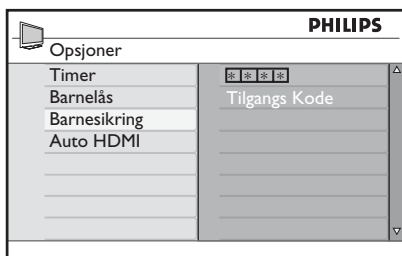 PHILIPS
Opsjoner
Timer
* * * *
Barnelås
Tilgangs Kode
Barnesikring
Auto HDMI